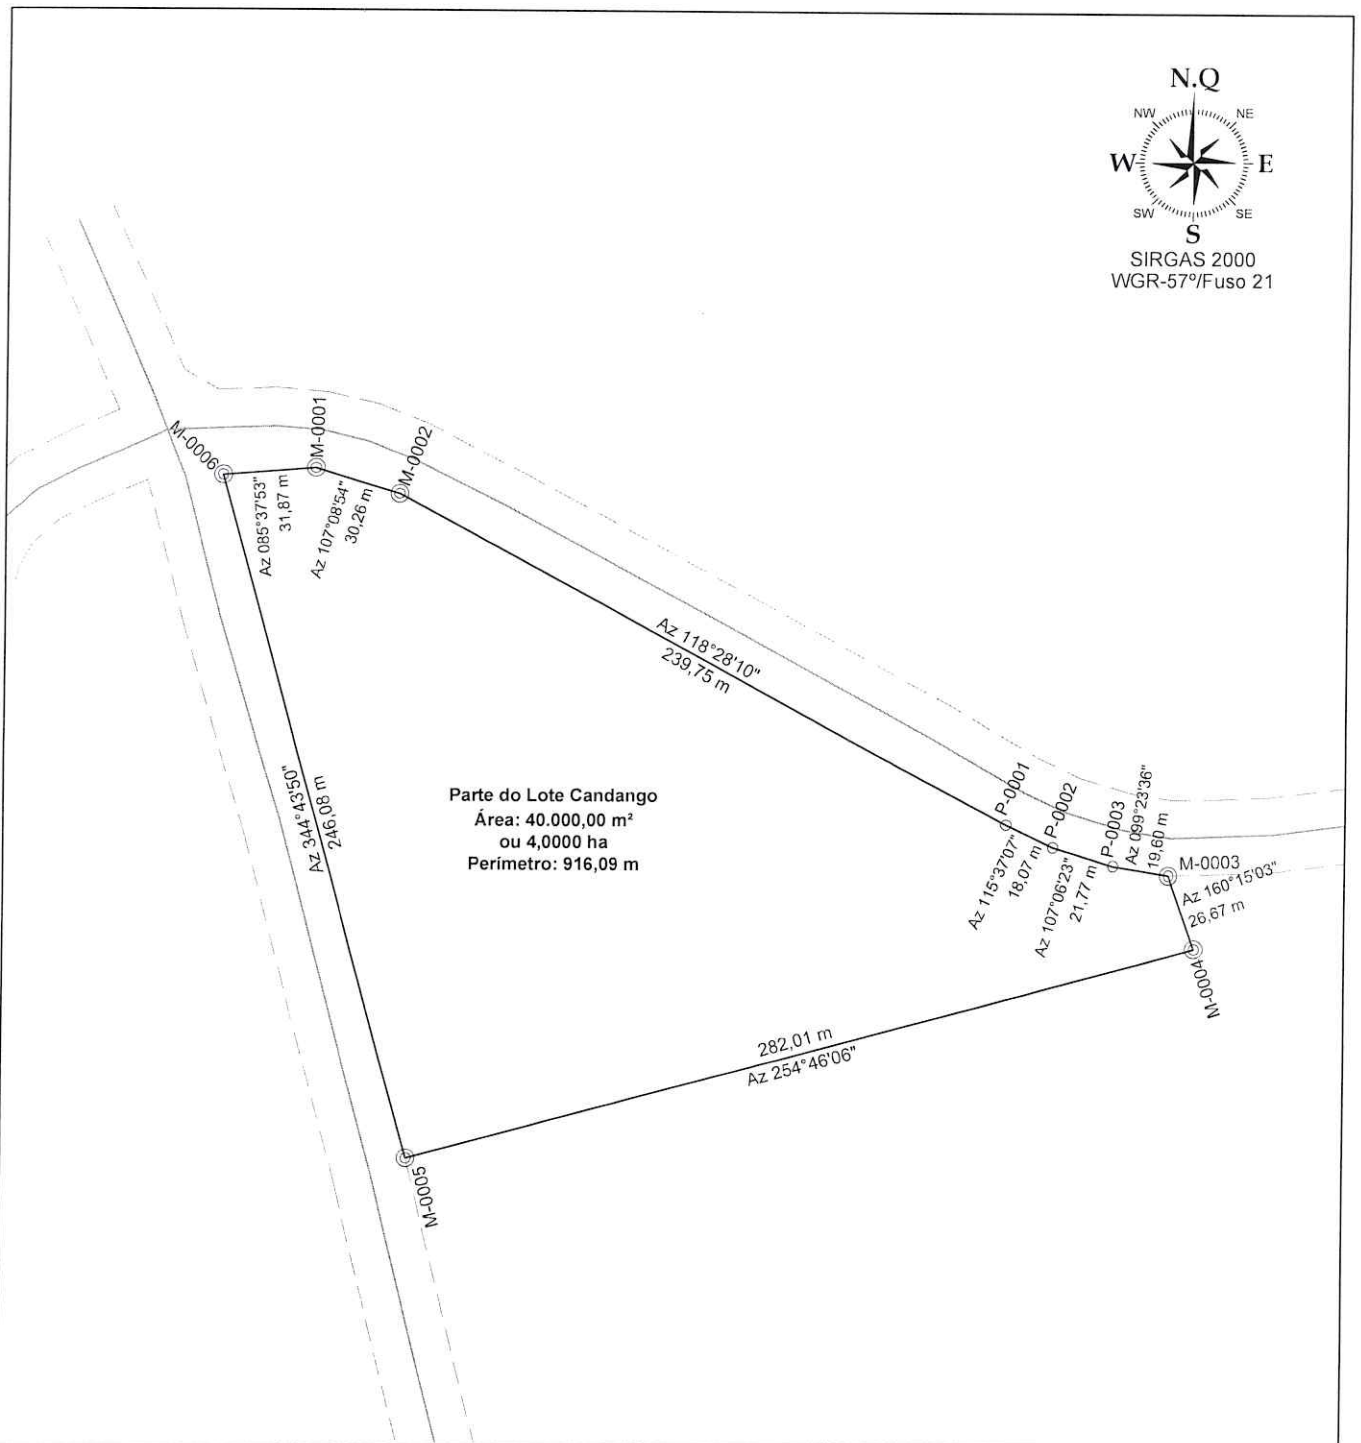 N.Q
NW
NE
W
E
SW
SE
S
SIRGAS 2000
WGR-57º/Fuso 21
M-0006
M-0001
M-0002
Az 085°37'53"
31,87 m
Az 107°08'54"
30,26 m
Az 118°28'10"
239,75 m
Az 344°43'50"
246,08 m
Parte do Lote Candango
Área: 40.000,00 m²
ou 4,0000 ha
Perímetro: 916,09 m
P-0001
P-0002
P-0003
Az 115°37'07"
18,07 m
Az 107°06'23"
21,77 m
Az 099°23'36"
19,60 m
M-0003
Az 160°15'03"
26,67 m
M-0004
282,01 m
Az 254°46'06"
M-0005